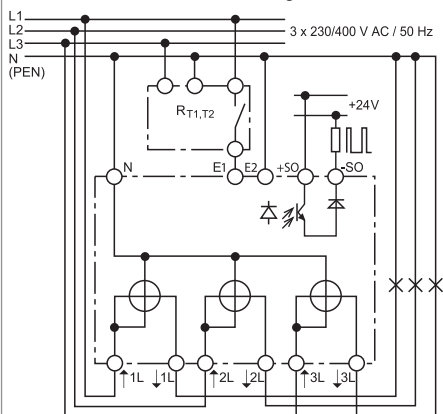 L1
L2
L3
N
(PEN)
3 x 230/400 V AC / 50 Hz
RT1,T2
+24V
N
E1
E2
+SO
-SO
↑1L ↓1L
↑2L ↓2L
↑3L ↓3L